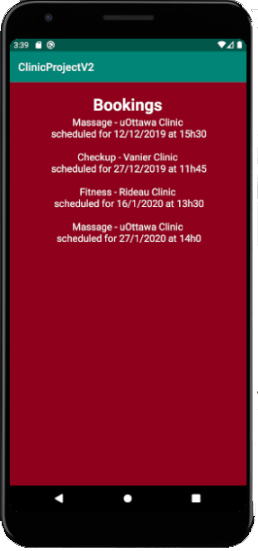 3:39
ClinicProjectV2
Bookings
Massage - uOttawa Clinic
scheduled for 12/12/2019 at 15h30
Checkup - Vanier Clinic
scheduled for 27/12/2019 at 11h45
Fitness - Rideau Clinic
scheduled for 16/1/2020 at 13h30
Massage - uOttawa Clinic
scheduled for 27/1/2020 at 14h0